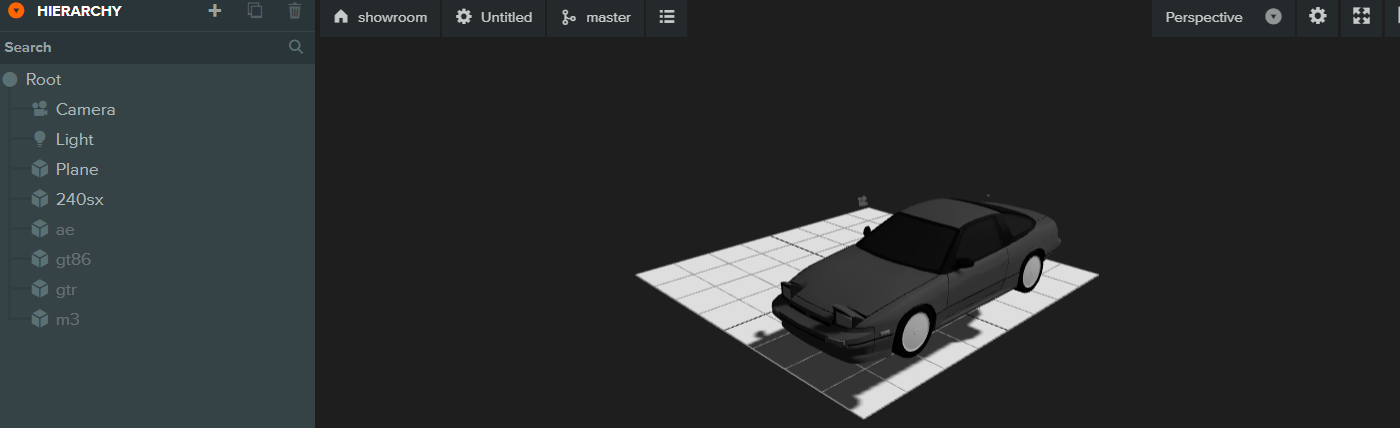 HIERARCHY
showroom
Untitled
master
Perspective
Search
Root
Camera
Light
Plane
240sx
ae
gt86
gtr
m3